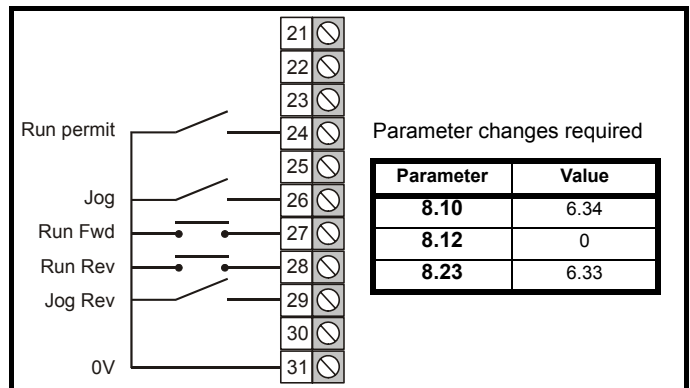 21
22
23
Run permit 24
25
Jog 26
Run Fwd 27
Run Rev 28
Jog Rev 29
30
0V 31
Parameter changes required
Parameter Value
8.10 6.34
8.12 0
8.23 6.33